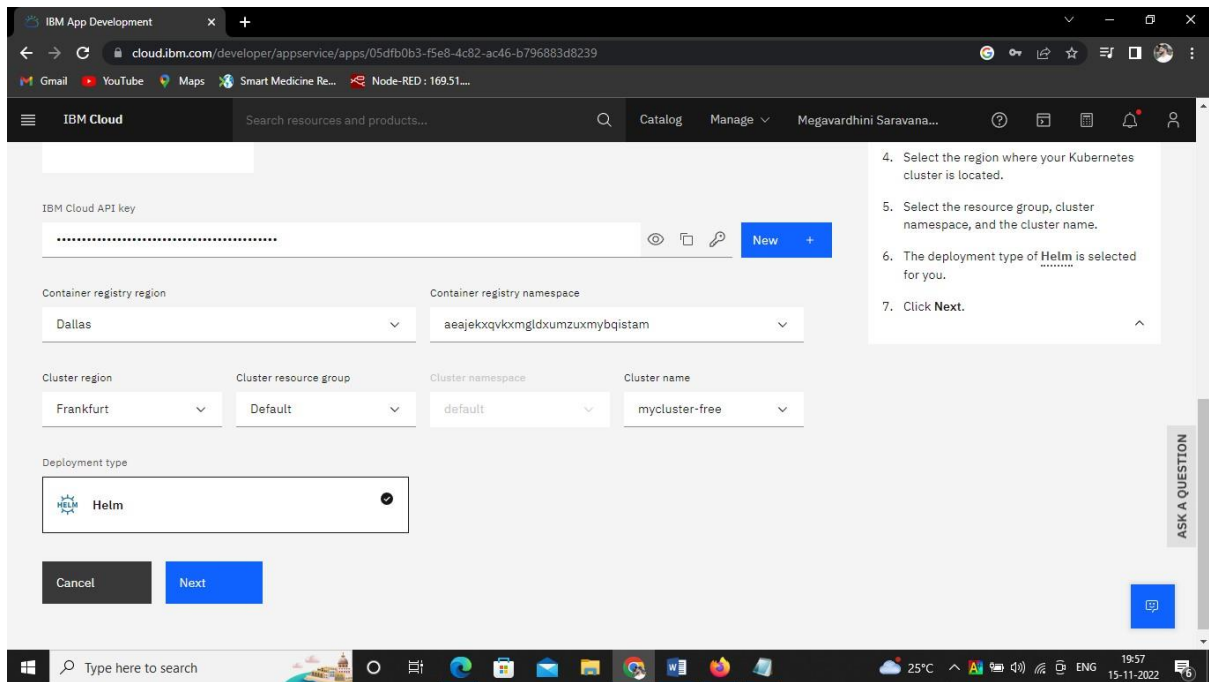 IBM App Development
cloud.ibm.com/developer/appservice/apps/05dfb0b3-f5e8-4c82-ac46-b796883d8239
Gmail YouTube Maps Smart Medicine Re... Node-RED : 169.51....
IBM Cloud Search resources and products... Catalog Manage Megavardhini Saravana...
4. Select the region where your Kubernetes
cluster is located.
5. Select the resource group, cluster
namespace, and the cluster name.
6. The deployment type of Helm is selected
for you.
7. Click Next.
IBM Cloud API key
New +
Container registry region Container registry namespace
Dallas aeajekxqvkxmgldxumzuxmybqistam
Cluster region Cluster resource group Cluster namespace Cluster name
Frankfurt Default default mycluster-free
Deployment type
HELM Helm
Cancel Next
ASK A QUESTION
Type here to search 25°C ENG 19:57
15-11-2022
6